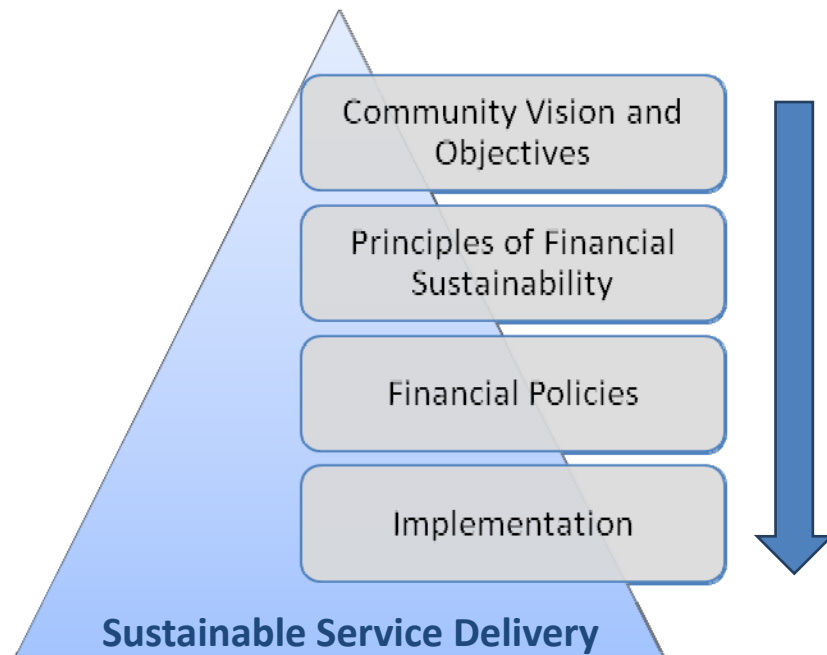 Community Vision and
Objectives
Principles of Financial
Sustainability
Financial Policies
Implementation
Sustainable Service Delivery